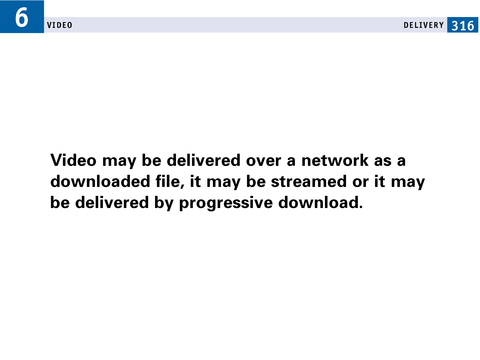 6
VIDEO
DELIVERY 316
Video may be delivered over a network as a
downloaded file, it may be streamed or it may
be delivered by progressive download.